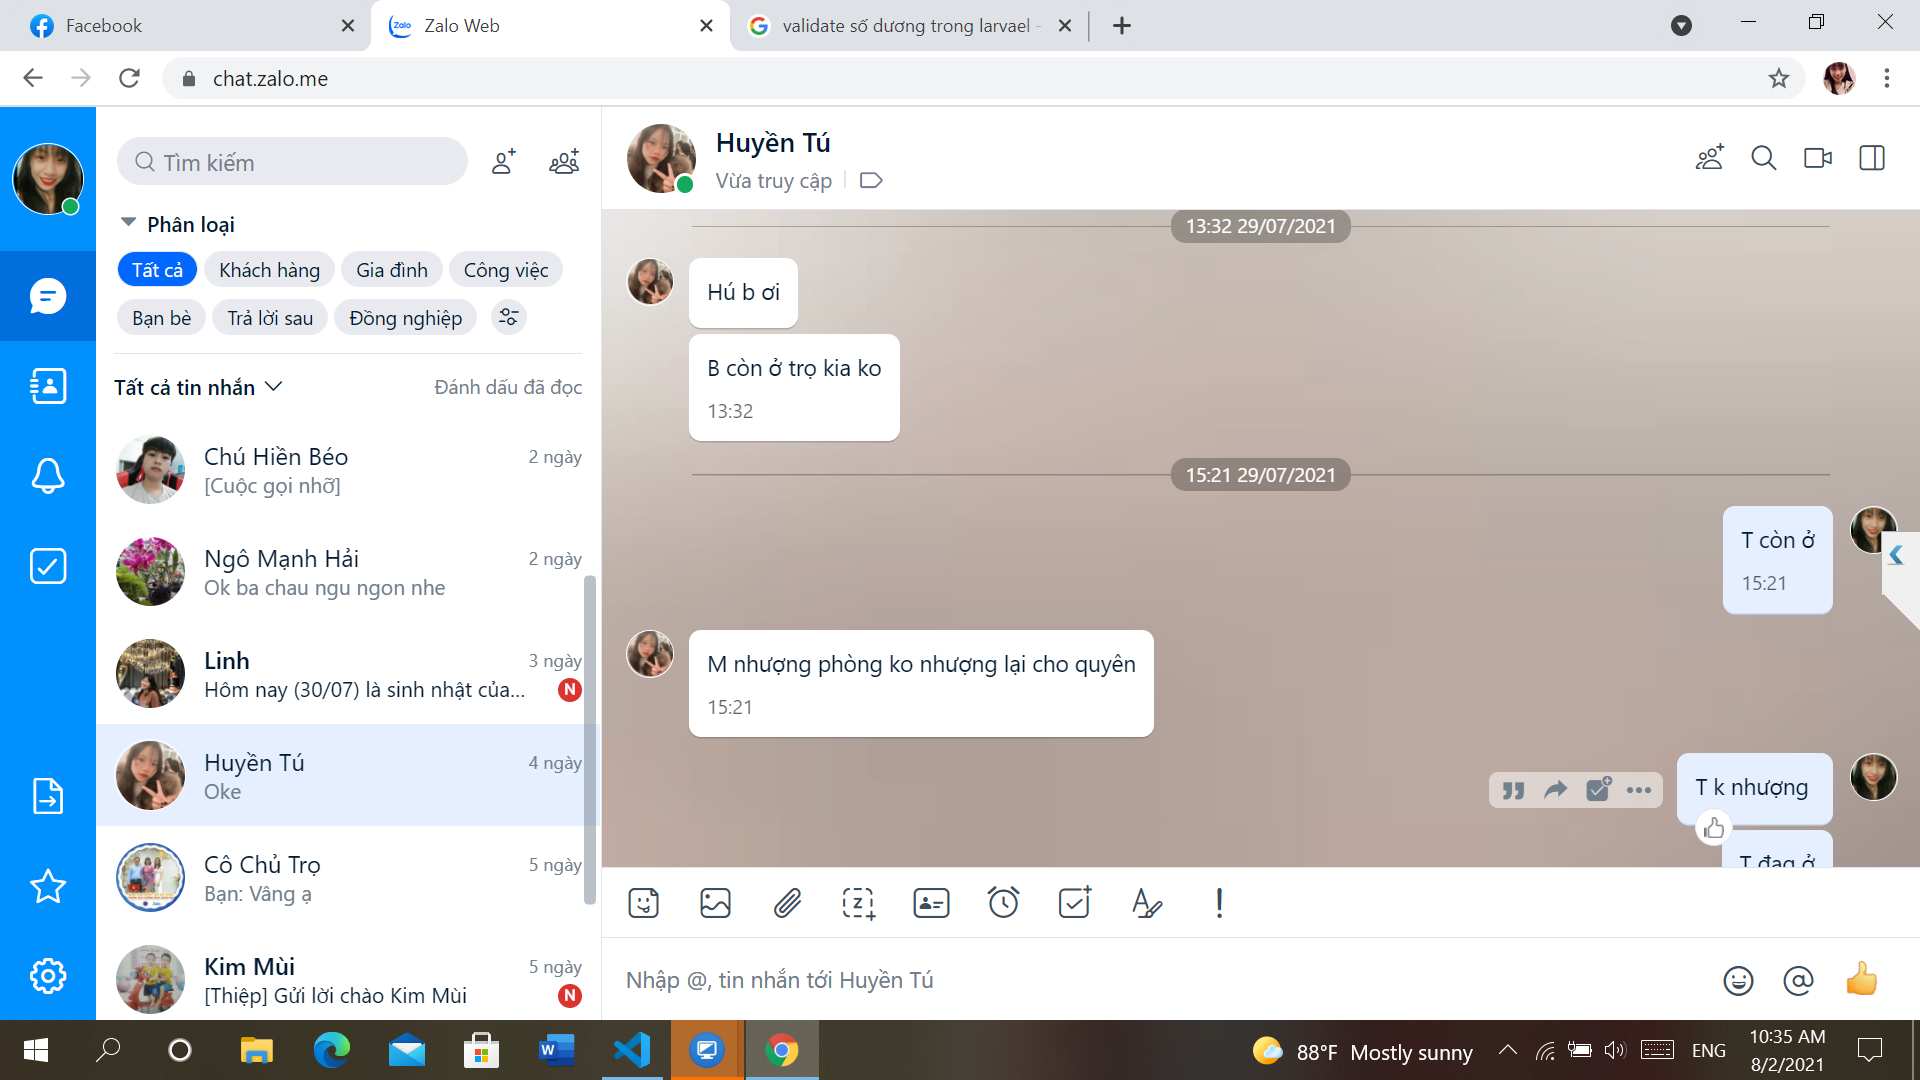 Facebook
Zalo Web
validate số dương trong larvael -
chat.zalo.me
Tìm kiếm
Phân loại
Tất cả
Khách hàng
Gia đình
Công việc
Bạn bè
Trả lời sau
Đồng nghiệp
Tất cả tin nhắn
Đánh dấu đã đọc
Chú Hiền Béo
2 ngày
[Cuộc gọi nhỡ]
Ngô Mạnh Hải
2 ngày
Ok ba chau ngu ngon nhe
Linh
3 ngày
Hôm nay (30/07) là sinh nhật của...
N
Huyền Tú
4 ngày
Oke
Cô Chủ Trọ
5 ngày
Bạn: Vâng ạ
Kim Mùi
5 ngày
[Thiệp] Gửi lời chào Kim Mùi
N
Huyền Tú
Vừa truy cập
13:32 29/07/2021
Hú b ơi
B còn ở trọ kia ko
13:32
15:21 29/07/2021
T còn ở
15:21
M nhượng phòng ko nhượng lại cho quyên
15:21
T k nhượng
T đag ở
Nhập @, tin nhắn tới Huyền Tú
88°F Mostly sunny
ENG
10:35 AM
8/2/2021